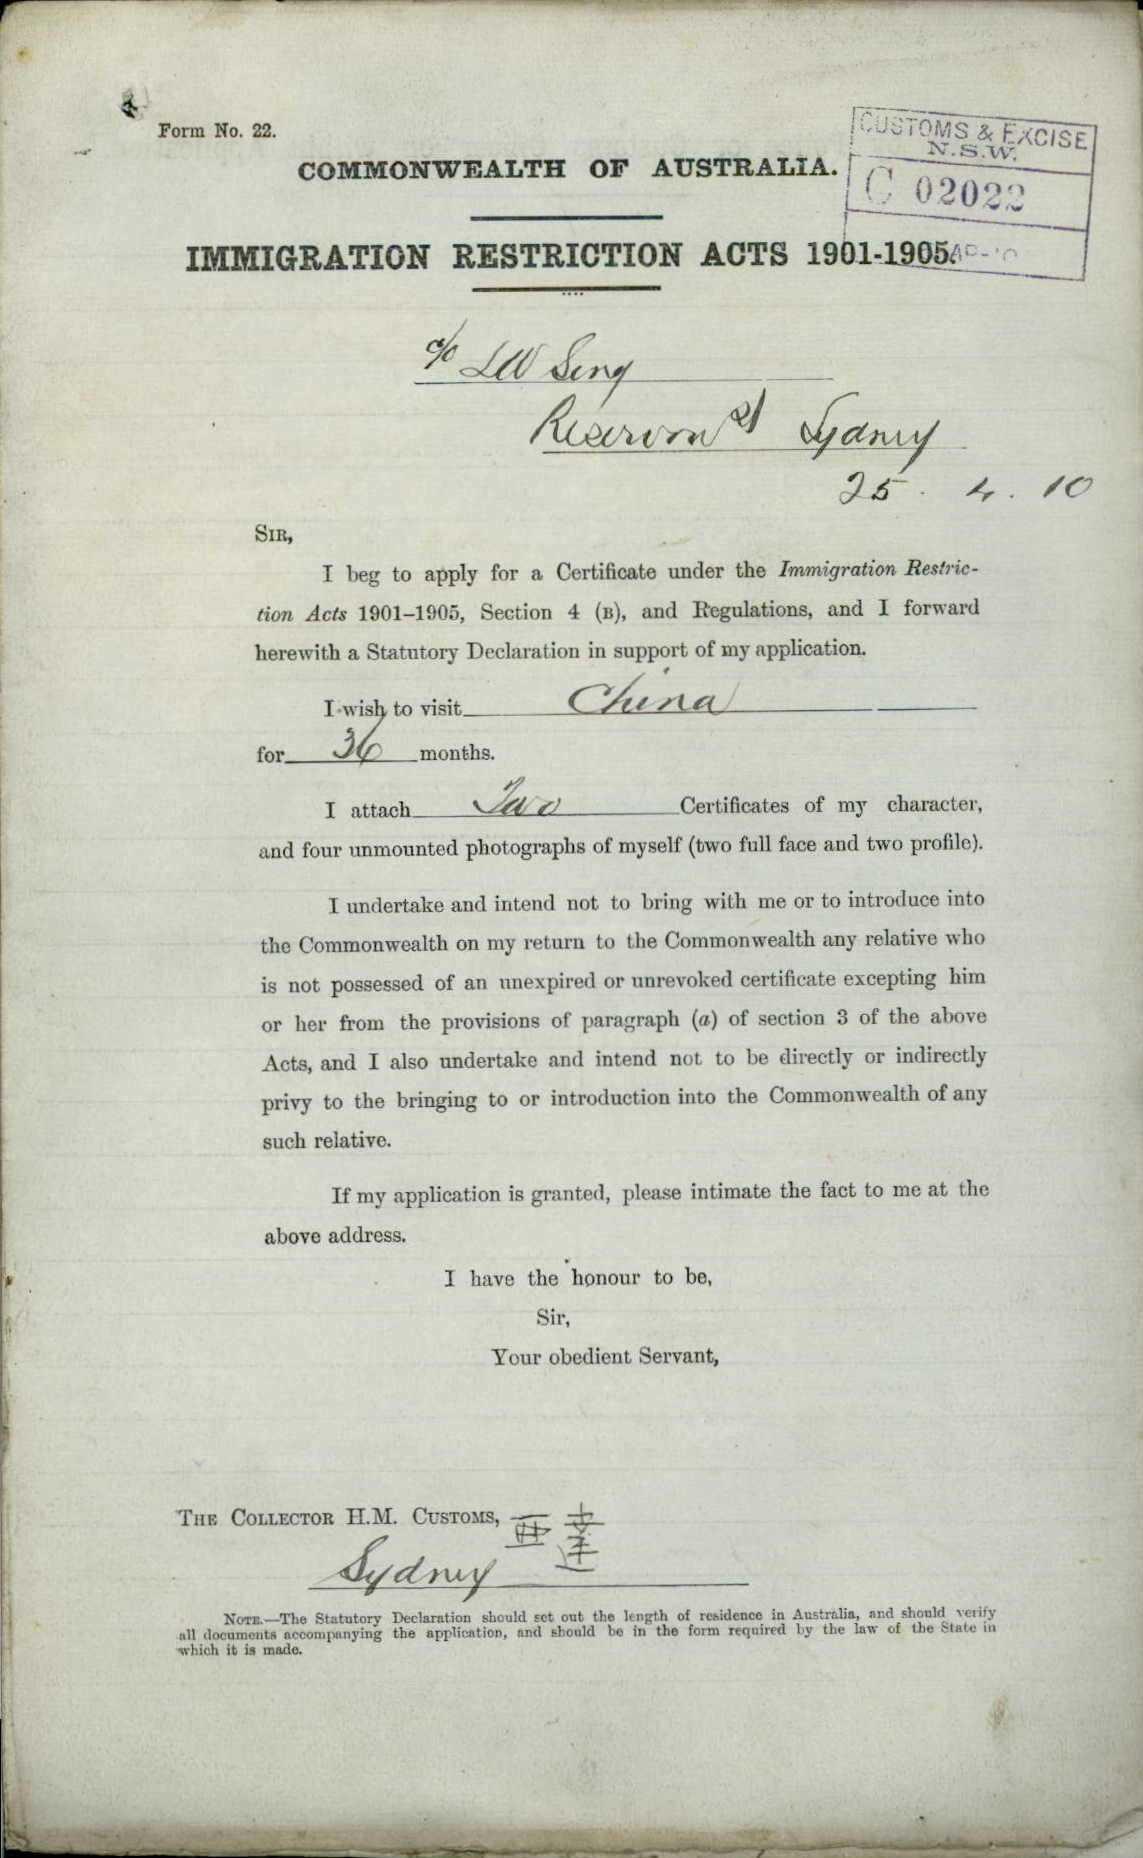 Form No. 22.
CUSTOMS & EXCISE
N.S.W.
C 02022
COMMONWEALTH OF AUSTRALIA.
IMMIGRATION RESTRICTION ACTS 1901-1905.
c/o Sing
Reservoir St Sydney
25 . 4 . 10
SIR,
I beg to apply for a Certificate under the Immigration Restric-
tion Acts 1901–1905, Section 4 (B), and Regulations, and I forward
herewith a Statutory Declaration in support of my application.
I wish to visit China
for 36 months.
I attach Two Certificates of my character,
and four unmounted photographs of myself (two full face and two profile).
I undertake and intend not to bring with me or to introduce into
the Commonwealth on my return to the Commonwealth any relative who
is not possessed of an unexpired or unrevoked certificate excepting him
or her from the provisions of paragraph (a) of section 3 of the above
Acts, and I also undertake and intend not to be directly or indirectly
privy to the bringing to or introduction into the Commonwealth of any
such relative.
If my application is granted, please intimate the fact to me at the
above address.
I have the honour to be,
Sir,
Your obedient Servant,
THE COLLECTOR H.M. CUSTOMS, 亜達
Sydney
NOTE.—The Statutory Declaration should set out the length of residence in Australia, and should verify
all documents accompanying the application, and should be in the form required by the law of the State in
which it is made.